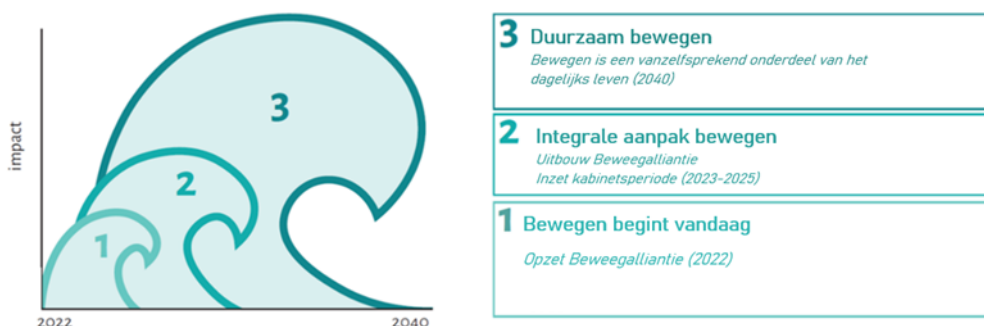 impact
3
2
1
2022
2040
3 Duurzaam bewegen
Bewegen is een vanzelfsprekend onderdeel van het
dagelijks leven (2040)
2 Integrale aanpak bewegen
Uitbouw Beweegalliantie
Inzet kabinetsperiode (2023-2025)
1 Bewegen begint vandaag
Opzet Beweegalliantie (2022)